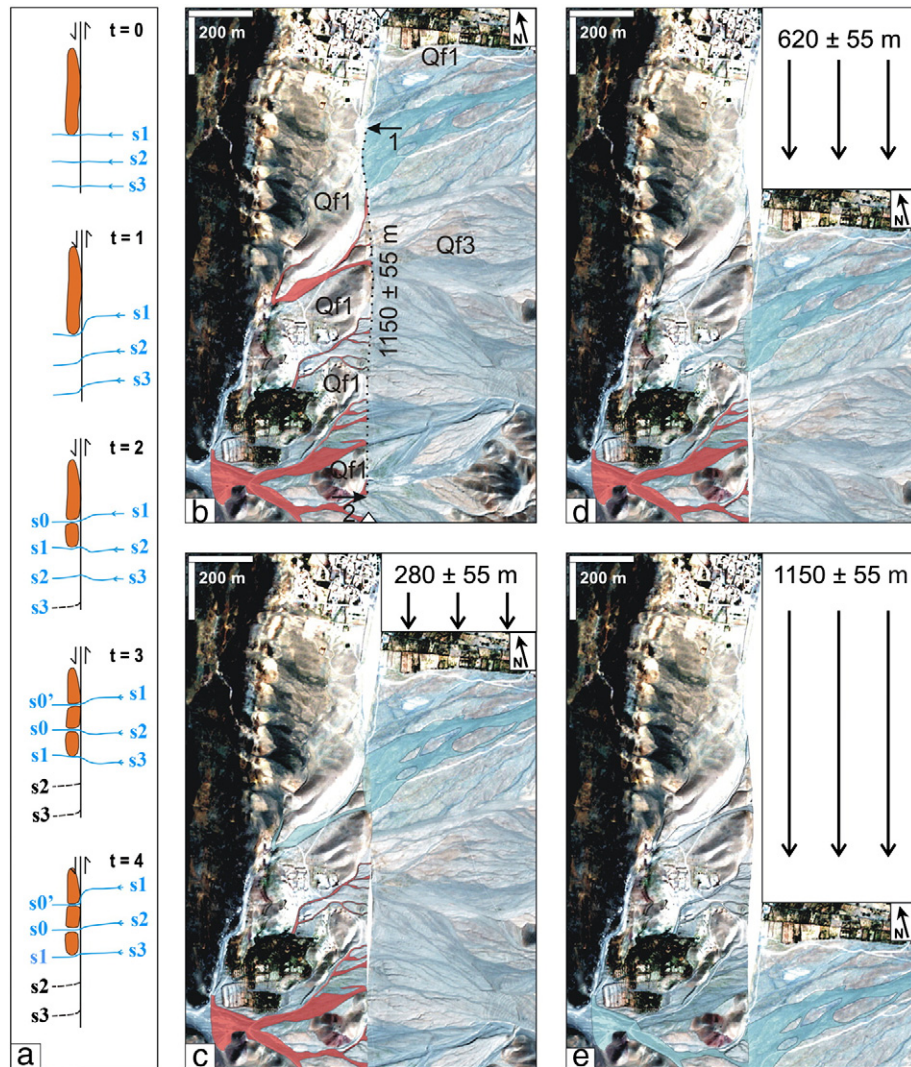 t = 0
s1
s2
s3
t = 1
s1
s2
s3
t = 2
s0 s1
s1 s2
s2 s3
s3
t = 3
s0' s1
s0 s2
s1 s3
s2
s3
t = 4
s0' s1
s0 s2
s1 s3
s2
s3
a
200 m
N
Qf1
1
Qf1
Qf3
1150 ± 55 m
Qf1
Qf1
Qf1
2
b
200 m
280 ± 55 m
N
c
200 m
620 ± 55 m
N
d
200 m
1150 ± 55 m
N
e